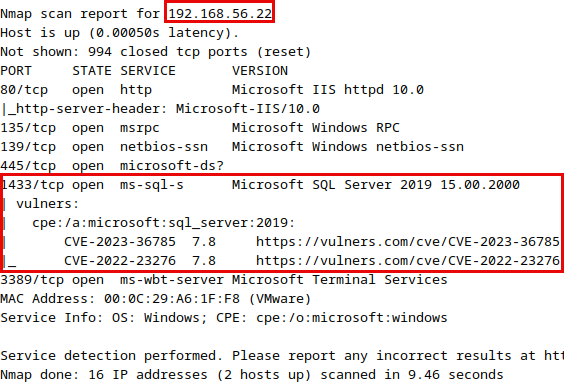 Nmap scan report for 192.168.56.22
Host is up (0.00050s latency).
Not shown: 994 closed tcp ports (reset)
PORT     STATE SERVICE       VERSION
80/tcp   open  http          Microsoft IIS httpd 10.0
|_http-server-header: Microsoft-IIS/10.0
135/tcp  open  msrpc         Microsoft Windows RPC
139/tcp  open  netbios-ssn   Microsoft Windows netbios-ssn
445/tcp  open  microsoft-ds?
1433/tcp open  ms-sql-s      Microsoft SQL Server 2019 15.00.2000
| vulners:
|   cpe:/a:microsoft:sql_server:2019:
|       CVE-2023-36785  7.8     https://vulners.com/cve/CVE-2023-36785
|_      CVE-2022-23276  7.8     https://vulners.com/cve/CVE-2022-23276
3389/tcp open  ms-wbt-server Microsoft Terminal Services
MAC Address: 00:0C:29:A6:1F:F8 (VMware)
Service Info: OS: Windows; CPE: cpe:/o:microsoft:windows

Service detection performed. Please report any incorrect results at htt
Nmap done: 16 IP addresses (2 hosts up) scanned in 9.46 seconds